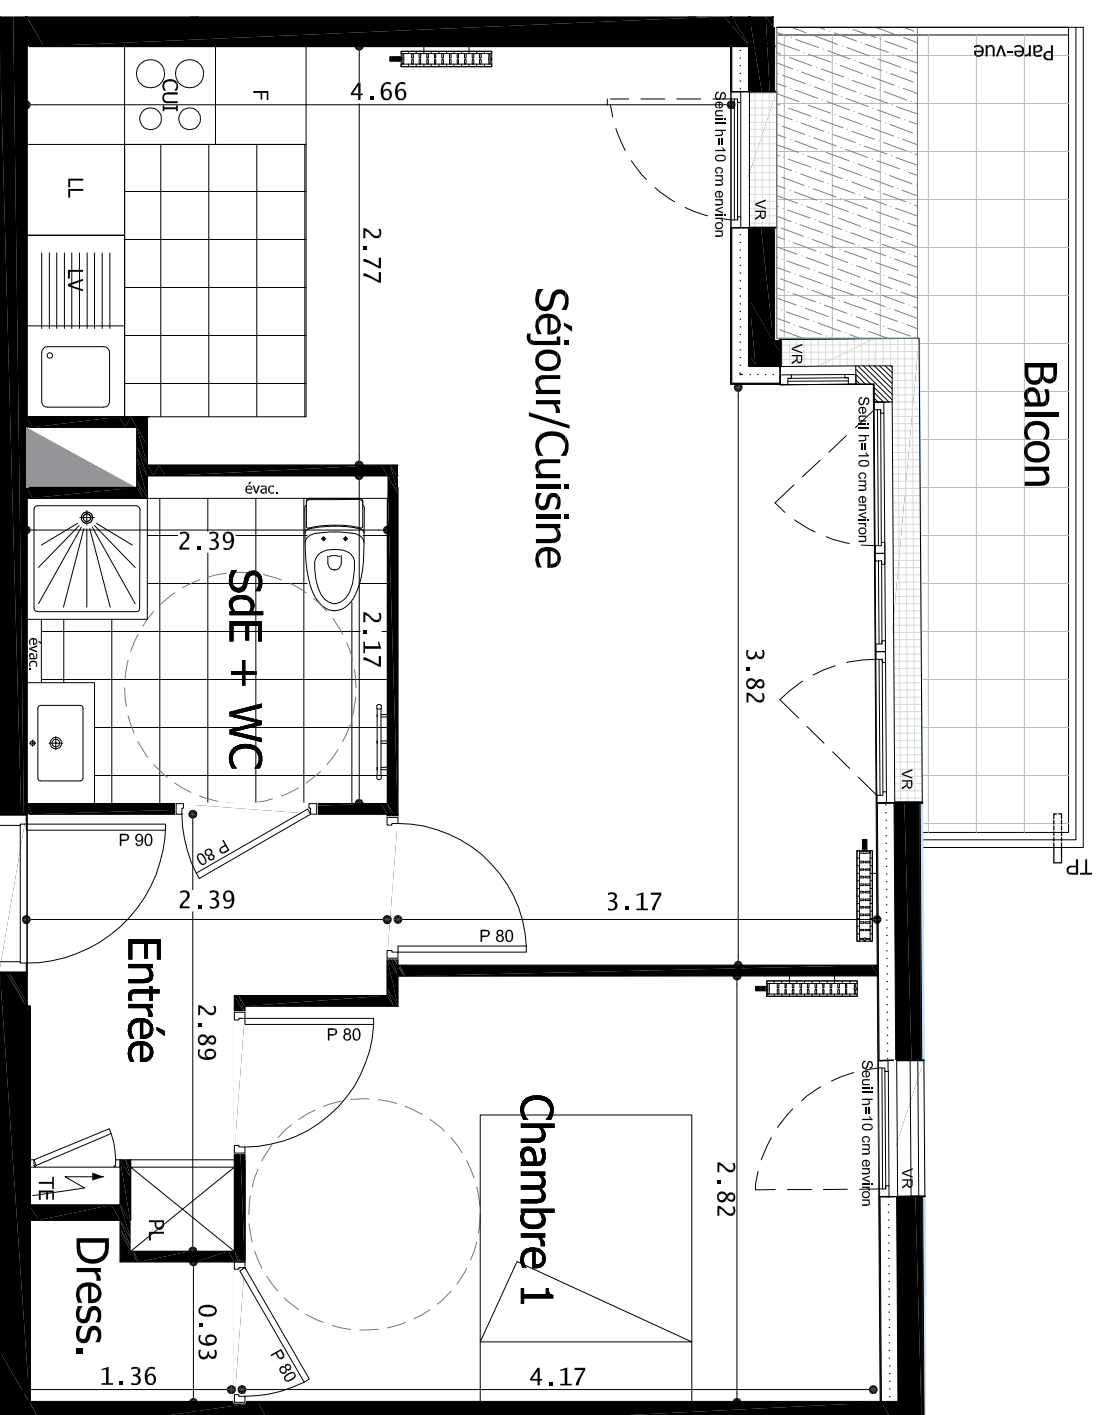 Pare-vue
F
CUI
4.66
Seuil h=10 cm environ
VR
LL
2.77
LV
Séjour/Cuisine
VR
Balcon
Seuil h=10 cm environ
évac.
2.39
SdE + WC
2.17
évac.
3.82
VR
P 90
P 80
TP
2.39
3.17
P 80
Entrée
2.89
P 80
Chambre 1
2.82
Seuil h=10 cm environ
VR
TE
PL
Dress.
0.93
P 80
1.36
4.17